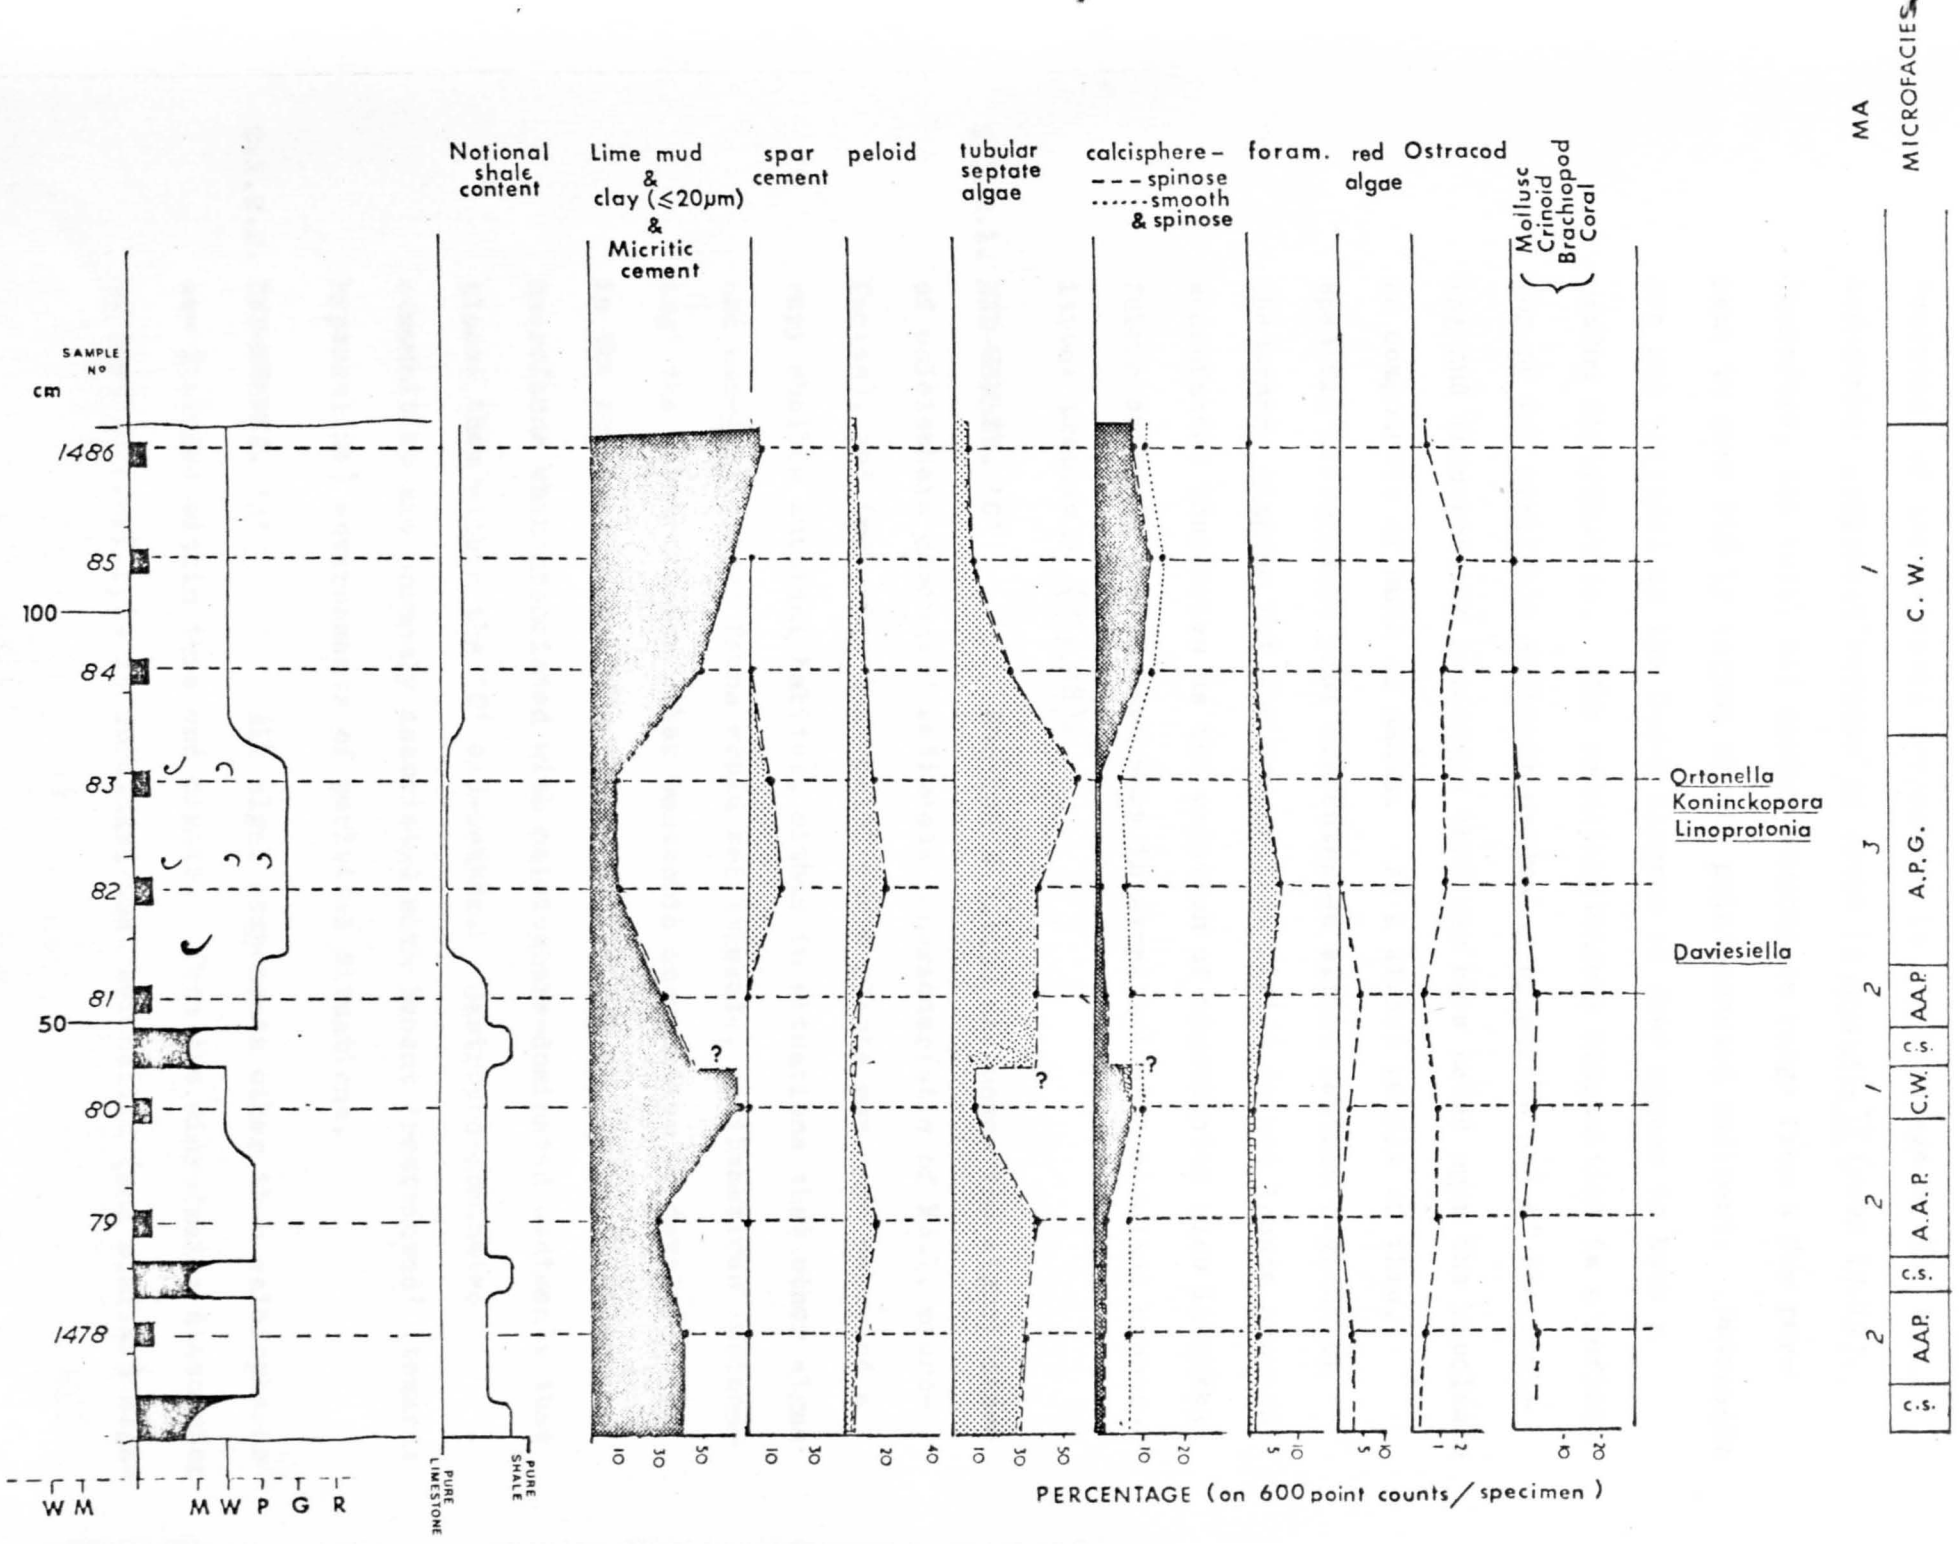 MICROFACIES
MA
Notional
shale
content
Lime mud
&
clay (≤20µm)
&
Micritic
cement
spar
cement
peloid
tubular
septate
algae
calcisphere-
--- spinose
...... smooth
& spinose
foram.
red
algae
Ostracod
Mollusc
Crinoid
Brachiopod
Coral
SAMPLE
Nº
cm
1486
85
100
84
83
82
81
50
80
79
1478
?
?
?
Ortonella
Koninckopora
Linoprotonia
Daviesiella
1
3
2
1
2
2
C. W.
A.P.G.
A.A.P.
C.S.
C.W.
A.A.P.
C.S.
A.A.P.
C.S.
10 30 50
10 30
20 40
10 30 50
10 20
5 10
5 10
1 2
10 20
PURE
LIMESTONE
PURE
SHALE
W M M W P G R
PERCENTAGE (on 600 point counts/specimen)